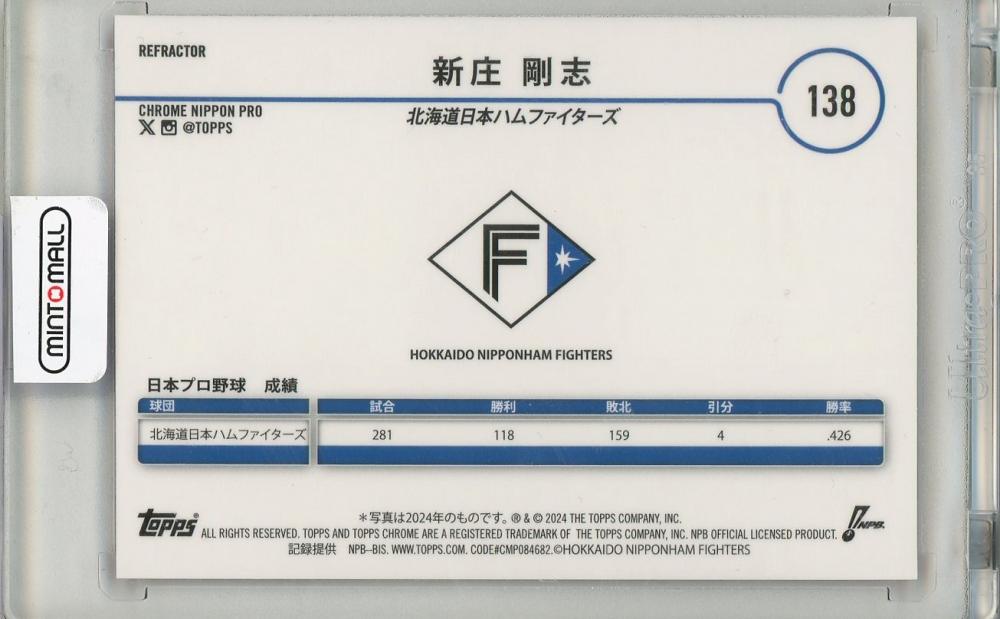 REFRACTOR
新庄 剛志
138
CHROME NIPPON PRO
@TOPPS
北海道日本ハムファイターズ
MINTOMALL
F
HOKKAIDO NIPPONHAM FIGHTERS
日本プロ野球 成績
球団 試合 勝利 敗北 引分 勝率
北海道日本ハムファイターズ 281 118 159 4 .426
topps®
＊写真は2024年のものです。 ® & © 2024 THE TOPPS COMPANY, INC.
ALL RIGHTS RESERVED. TOPPS AND TOPPS CHROME ARE A REGISTERED TRADEMARK OF THE TOPPS COMPANY, INC. NPB OFFICIAL LICENSED PRODUCT.
NPB.
記録提供 NPB-BIS. WWW.TOPPS.COM. CODE#CMP084682.©HOKKAIDO NIPPONHAM FIGHTERS